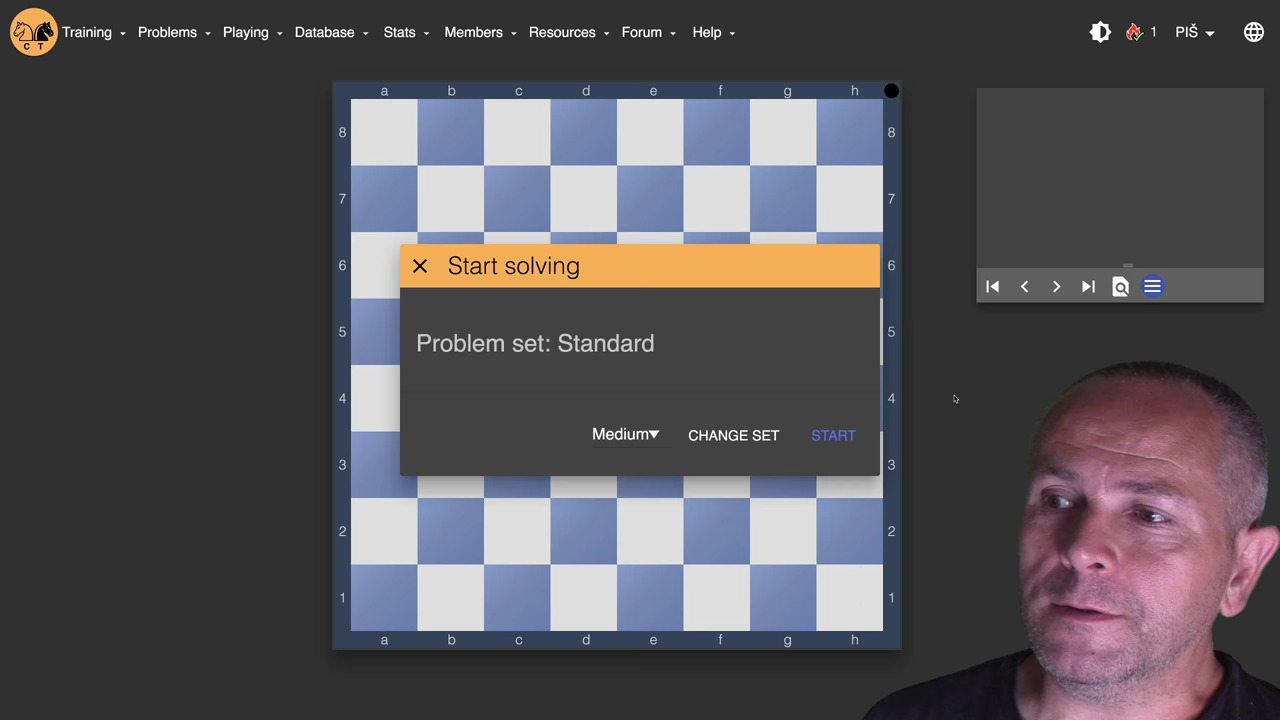 Training Problems Playing Database Stats Members Resources Forum Help 1 PIŠ
C T
a b c d e f g h
8 8
7 7
6 6
Start solving
5 5
Problem set: Standard
4 4
Medium CHANGE SET START
3 3
2 2
1 1
a b c d e f g h